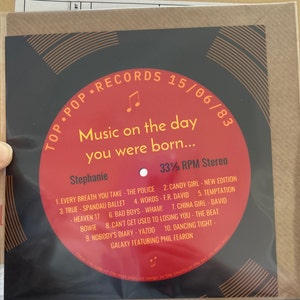 TOP★POP★RECORDS 15/06/83
Music on the day
you were born...
Stephanie
33⅓ RPM Stereo
1. EVERY BREATH YOU TAKE - THE POLICE  2. CANDY GIRL - NEW EDITION
3. TRUE - SPANDAU BALLET  4. WORDS - F.R. DAVID  5. TEMPTATION
- HEAVEN 17  6. BAD BOYS - WHAM!  7. CHINA GIRL - DAVID
BOWIE  8. CAN'T GET USED TO LOSING YOU - THE BEAT
9. NOBODY'S DIARY - YAZOO  10. DANCING TIGHT -
GALAXY FEATURING PHIL FEARON